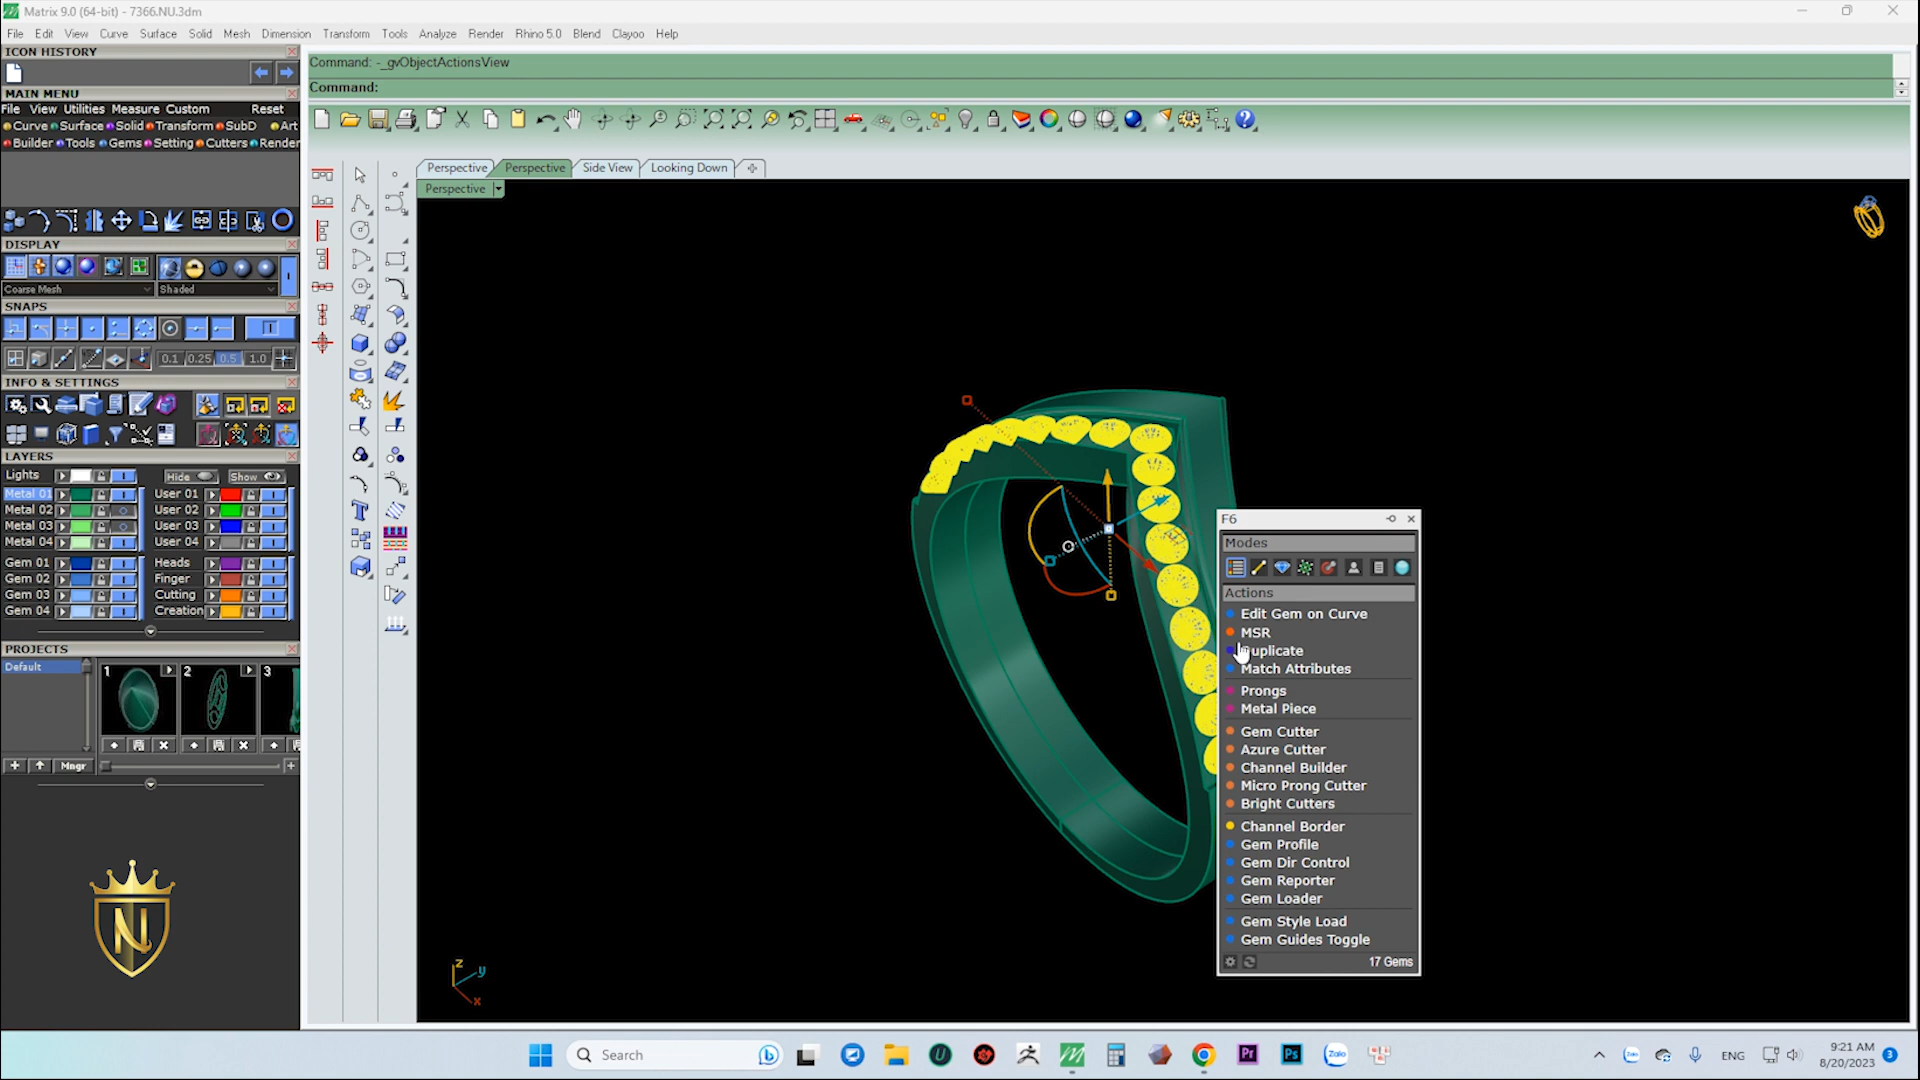 Matrix 9.0 (64-bit) - 7366.NU.3dm
File Edit View Curve Surface Solid Mesh Dimension Transform Tools Analyze Render Rhino 5.0 Blend Clayoo Help
ICON HISTORY
Command: -_gvObjectActionsView
Command:
MAIN MENU
File View Utilities Measure Custom Reset
Curve Surface Solid Transform SubD Art
Builder Tools Gems Setting Cutters Render
Perspective Perspective Side View Looking Down
Perspective
DISPLAY
Coarse Mesh Shaded
SNAPS
0.1 0.25 0.5 1.0
INFO & SETTINGS
LAYERS
Lights Hide Show
Metal 01 User 01
Metal 02 User 02
Metal 03 User 03
Metal 04 User 04
Gem 01 Heads
Gem 02 Finger
Gem 03 Cutting
Gem 04 Creation
PROJECTS
Default
1 2 3
Mngr
N
z y x
F6
Modes
Actions
Edit Gem on Curve
MSR
uplicate
Match Attributes
Prongs
Metal Piece
Gem Cutter
Azure Cutter
Channel Builder
Micro Prong Cutter
Bright Cutters
Channel Border
Gem Profile
Gem Dir Control
Gem Reporter
Gem Loader
Gem Style Load
Gem Guides Toggle
17 Gems
Search
Pr Ps Zalo
ENG
9:21 AM
8/20/2023
3